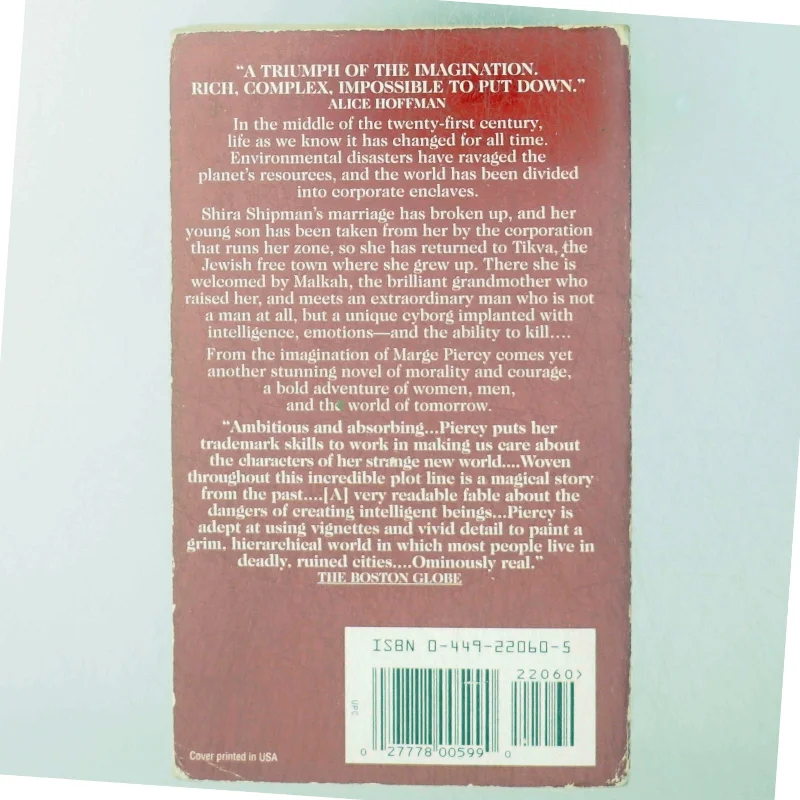 “A TRIUMPH OF THE IMAGINATION.
RICH, COMPLEX, IMPOSSIBLE TO PUT DOWN.”
ALICE HOFFMAN
In the middle of the twenty-first century,
life as we know it has changed for all time.
Environmental disasters have ravaged the
planet's resources, and the world has been divided
into corporate enclaves.
Shira Shipman's marriage has broken up, and her
young son has been taken from her by the corporation
that runs her zone, so she has returned to Tikva, the
Jewish free town where she grew up. There she is
welcomed by Malkah, the brilliant grandmother who
raised her, and meets an extraordinary man who is not
a man at all, but a unique cyborg implanted with
intelligence, emotions—and the ability to kill....
From the imagination of Marge Piercy comes yet
another stunning novel of morality and courage,
a bold adventure of women, men,
and the world of tomorrow.
“Ambitious and absorbing...Piercy puts her
trademark skills to work in making us care about
the characters of her strange new world....Woven
throughout this incredible plot line is a magical story
from the past....[A] very readable fable about the
dangers of creating intelligent beings...Piercy is
adept at using vignettes and vivid detail to paint a
grim, hierarchical world in which most people live in
deadly, ruined cities....Ominously real.”
THE BOSTON GLOBE
ISBN 0-449-22060-5
22060>
UPC
0 27778 00599 0
Cover printed in USA